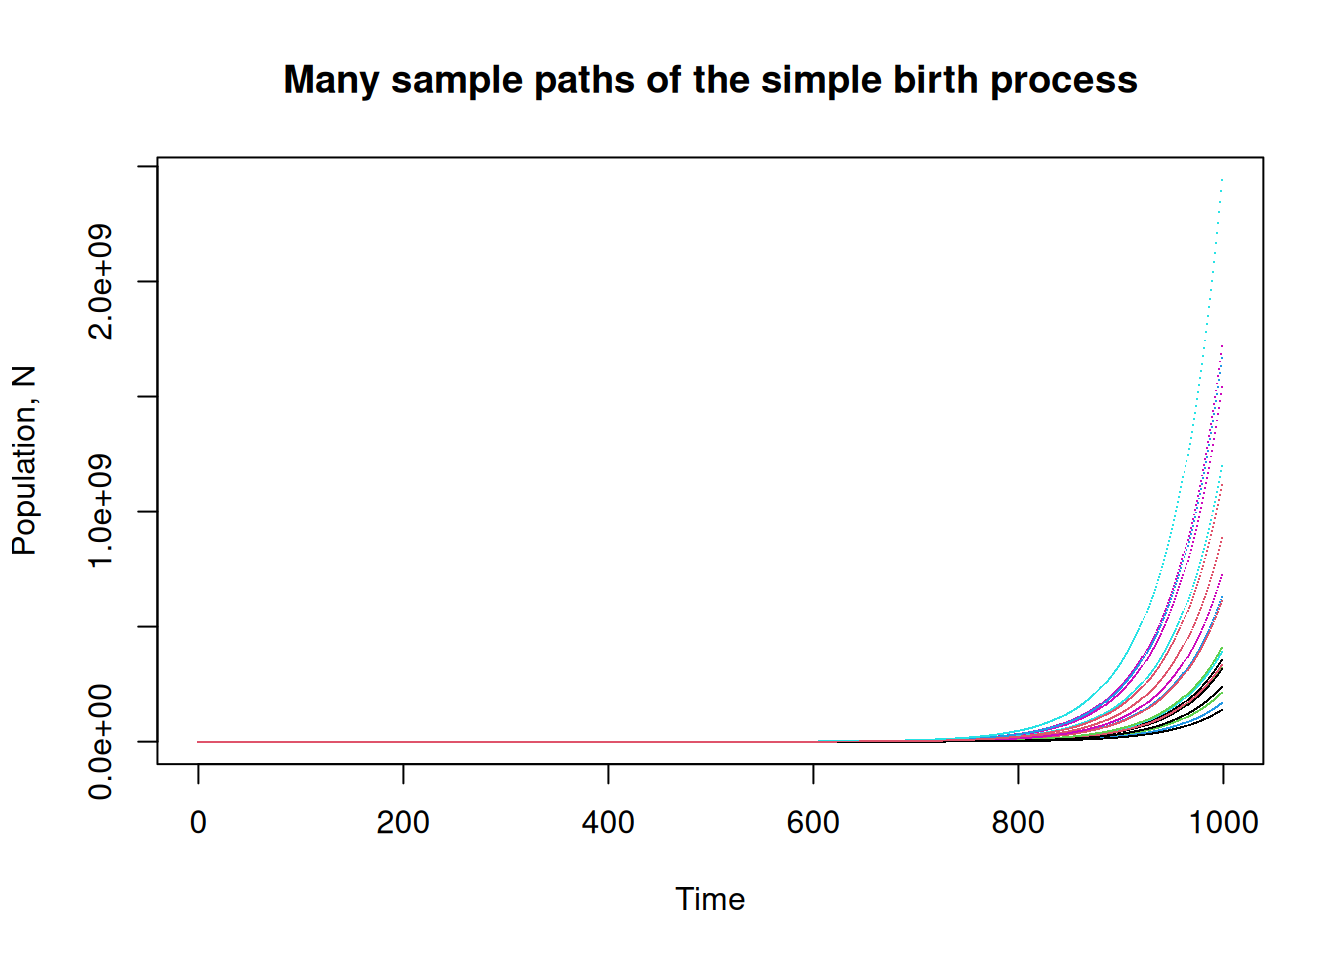 Many sample paths of the simple birth process
Population, N
2.0e+09
1.0e+09
0.0e+00
0 200 400 600 800 1000
Time